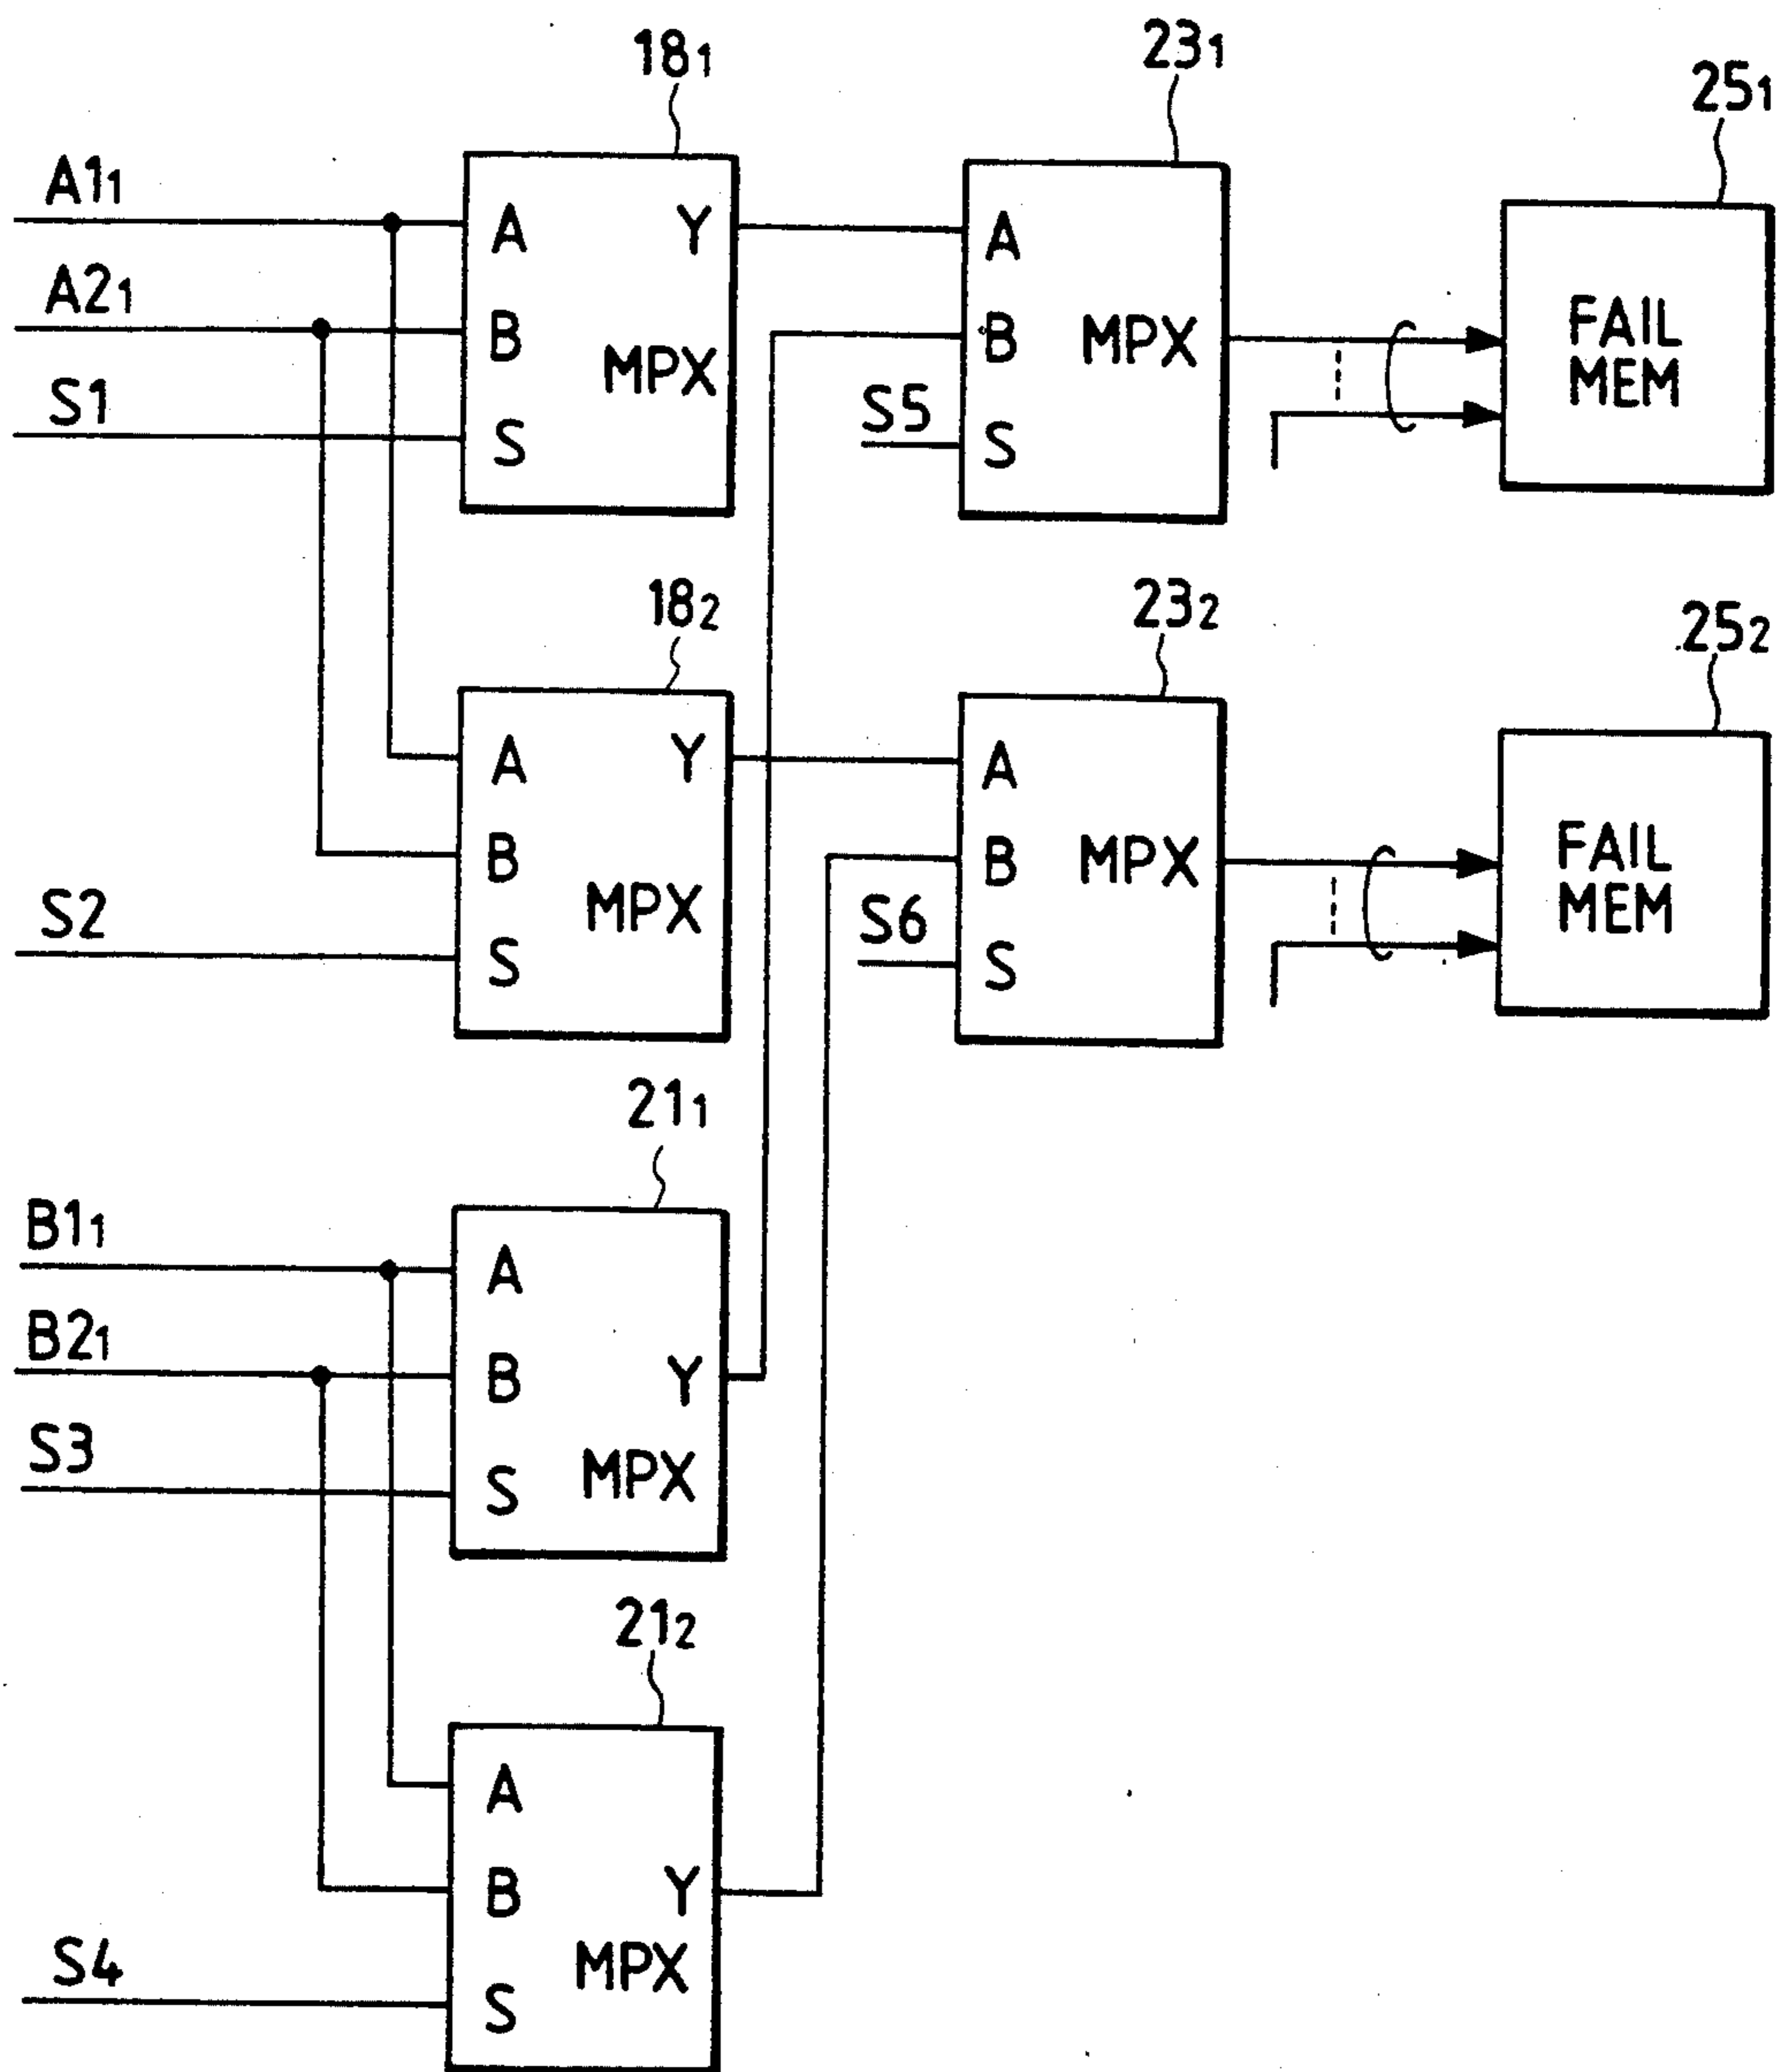 18₁
23₁
25₁
A1₁
A2₁
S1
A
B
S
Y
MPX
S5
A
B
S
MPX
FAIL
MEM
18₂
23₂
25₂
S2
A
B
S
Y
MPX
S6
A
B
S
MPX
FAIL
MEM
21₁
B1₁
B2₁
S3
A
B
S
Y
MPX
21₂
S4
A
B
S
Y
MPX